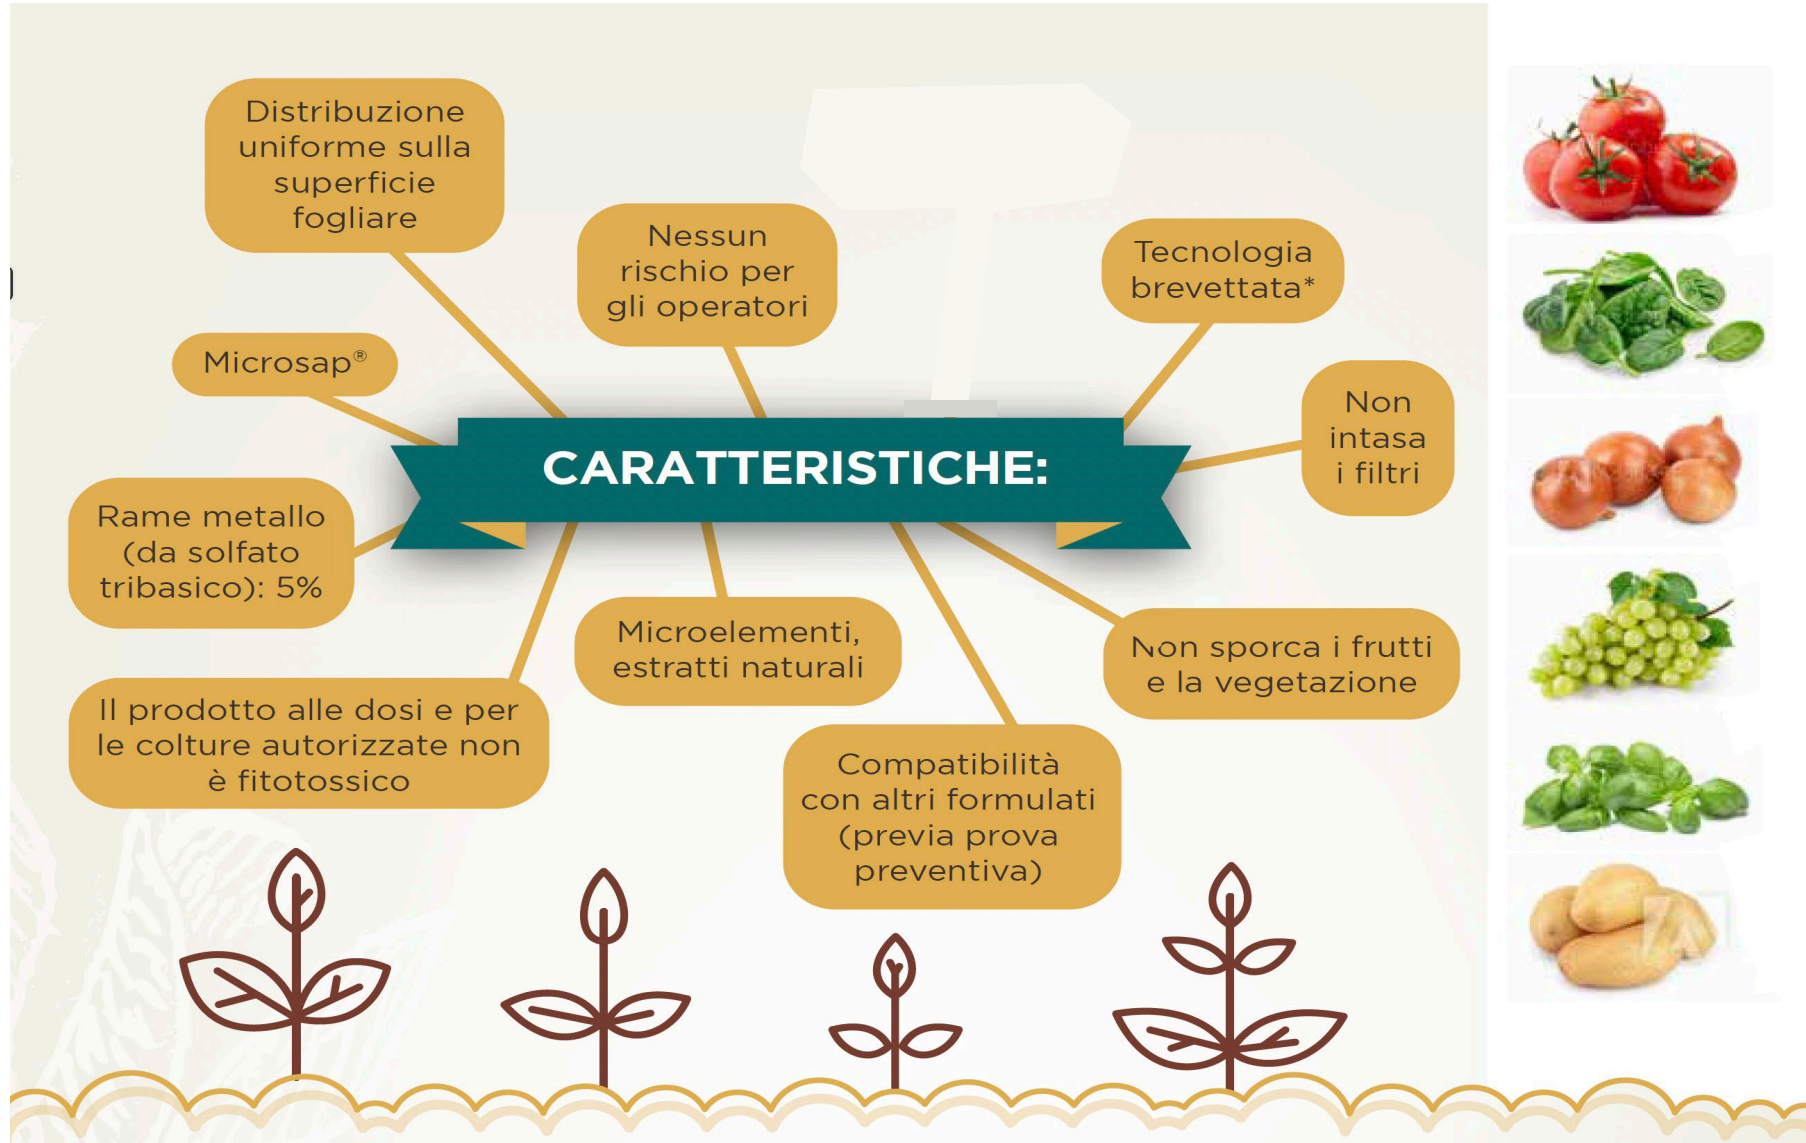 Distribuzione
uniforme sulla
superficie
fogliare
Nessun
rischio per
gli operatori
Tecnologia
brevettata*
Microsap®
Non
intasa
i filtri
CARATTERISTICHE:
Rame metallo
(da solfato
tribasico): 5%
Microelementi,
estratti naturali
Non sporca i frutti
e la vegetazione
Il prodotto alle dosi e per
le colture autorizzate non
è fitotossico
Compatibilità
con altri formulati
(previa prova
preventiva)